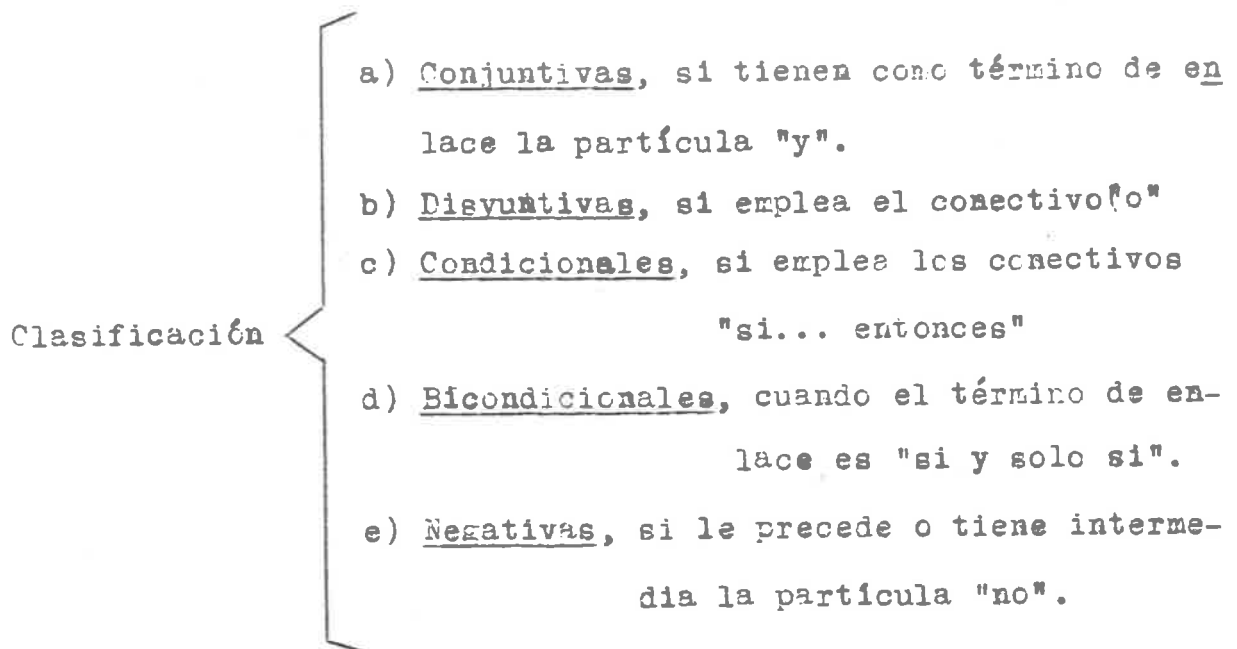 a) Conjuntivas, si tienen como término de en
lace la partícula "y".
b) Disyuntivas, si emplea el conectivo "o"
c) Condicionales, si emplea los conectivos
"si... entonces"
Clasificación
d) Bicondicionales, cuando el término de en-
lace es "si y solo si".
e) Negativas, si le precede o tiene interme-
dia la partícula "no".